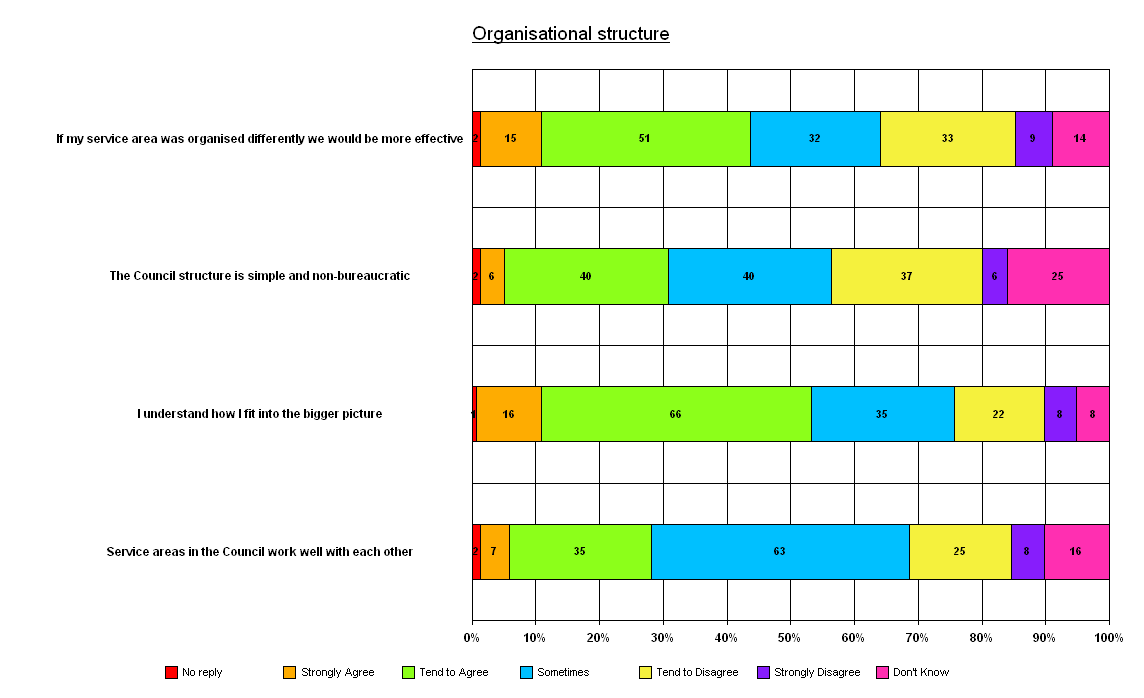 Organisational structure
If my service area was organised differently we would be more effective
2 15 51 32 33 9 14
The Council structure is simple and non-bureaucratic
2 6 40 40 37 6 25
I understand how I fit into the bigger picture
1 16 66 35 22 8 8
Service areas in the Council work well with each other
2 7 35 63 25 8 16
0% 10% 20% 30% 40% 50% 60% 70% 80% 90% 100%
No reply Strongly Agree Tend to Agree Sometimes Tend to Disagree Strongly Disagree Don't Know